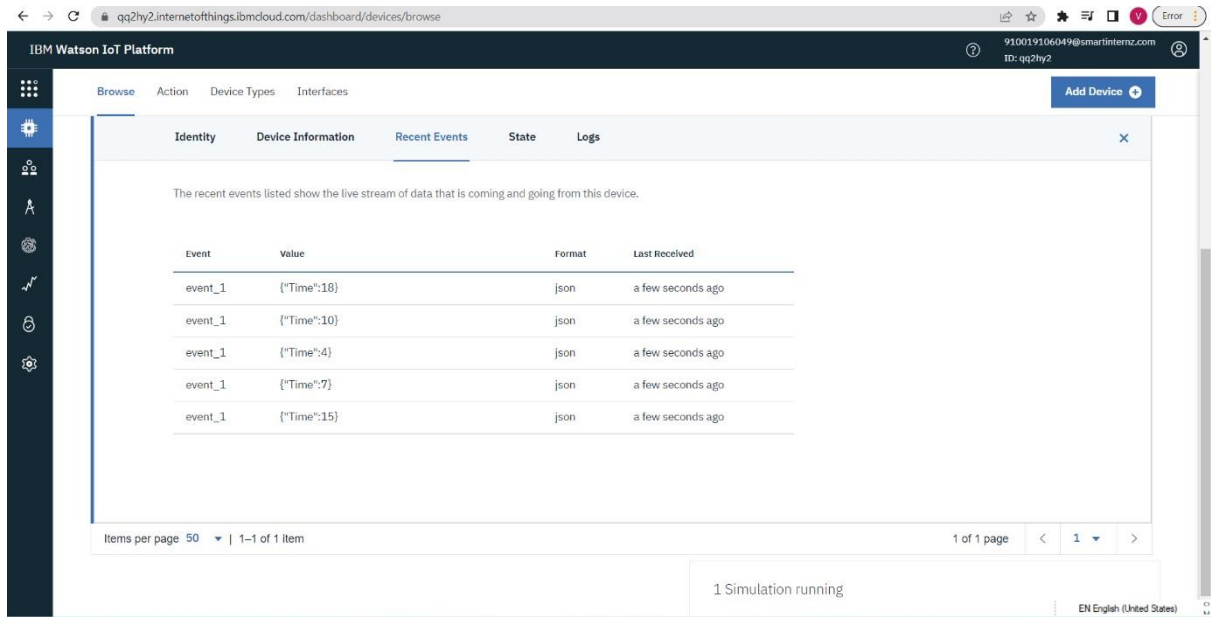 qq2hy2.internetofthings.ibmcloud.com/dashboard/devices/browse
V
Error
IBM Watson IoT Platform
910019106049@smartinternz.com
ID: qq2hy2
Browse Action Device Types Interfaces
Add Device
Identity Device Information Recent Events State Logs
The recent events listed show the live stream of data that is coming and going from this device.
Event Value Format Last Received
event_1 {"Time":18} json a few seconds ago
event_1 {"Time":10} json a few seconds ago
event_1 {"Time":4} json a few seconds ago
event_1 {"Time":7} json a few seconds ago
event_1 {"Time":15} json a few seconds ago
Items per page 50 | 1–1 of 1 item
1 of 1 page < 1 >
1 Simulation running
EN English (United States)